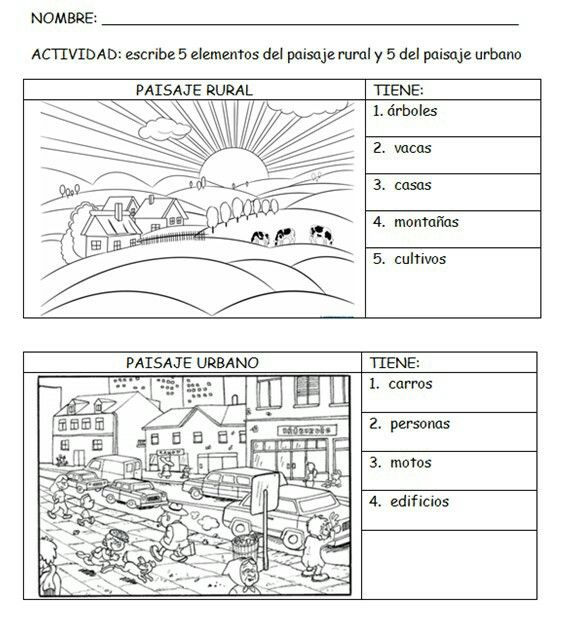 NOMBRE:
ACTIVIDAD: escribe 5 elementos del paisaje rural y 5 del paisaje urbano
PAISAJE RURAL
TIENE:
1. árboles
2. vacas
3. casas
4. montañas
5. cultivos
PAISAJE URBANO
TIENE:
1. carros
2. personas
3. motos
4. edificios